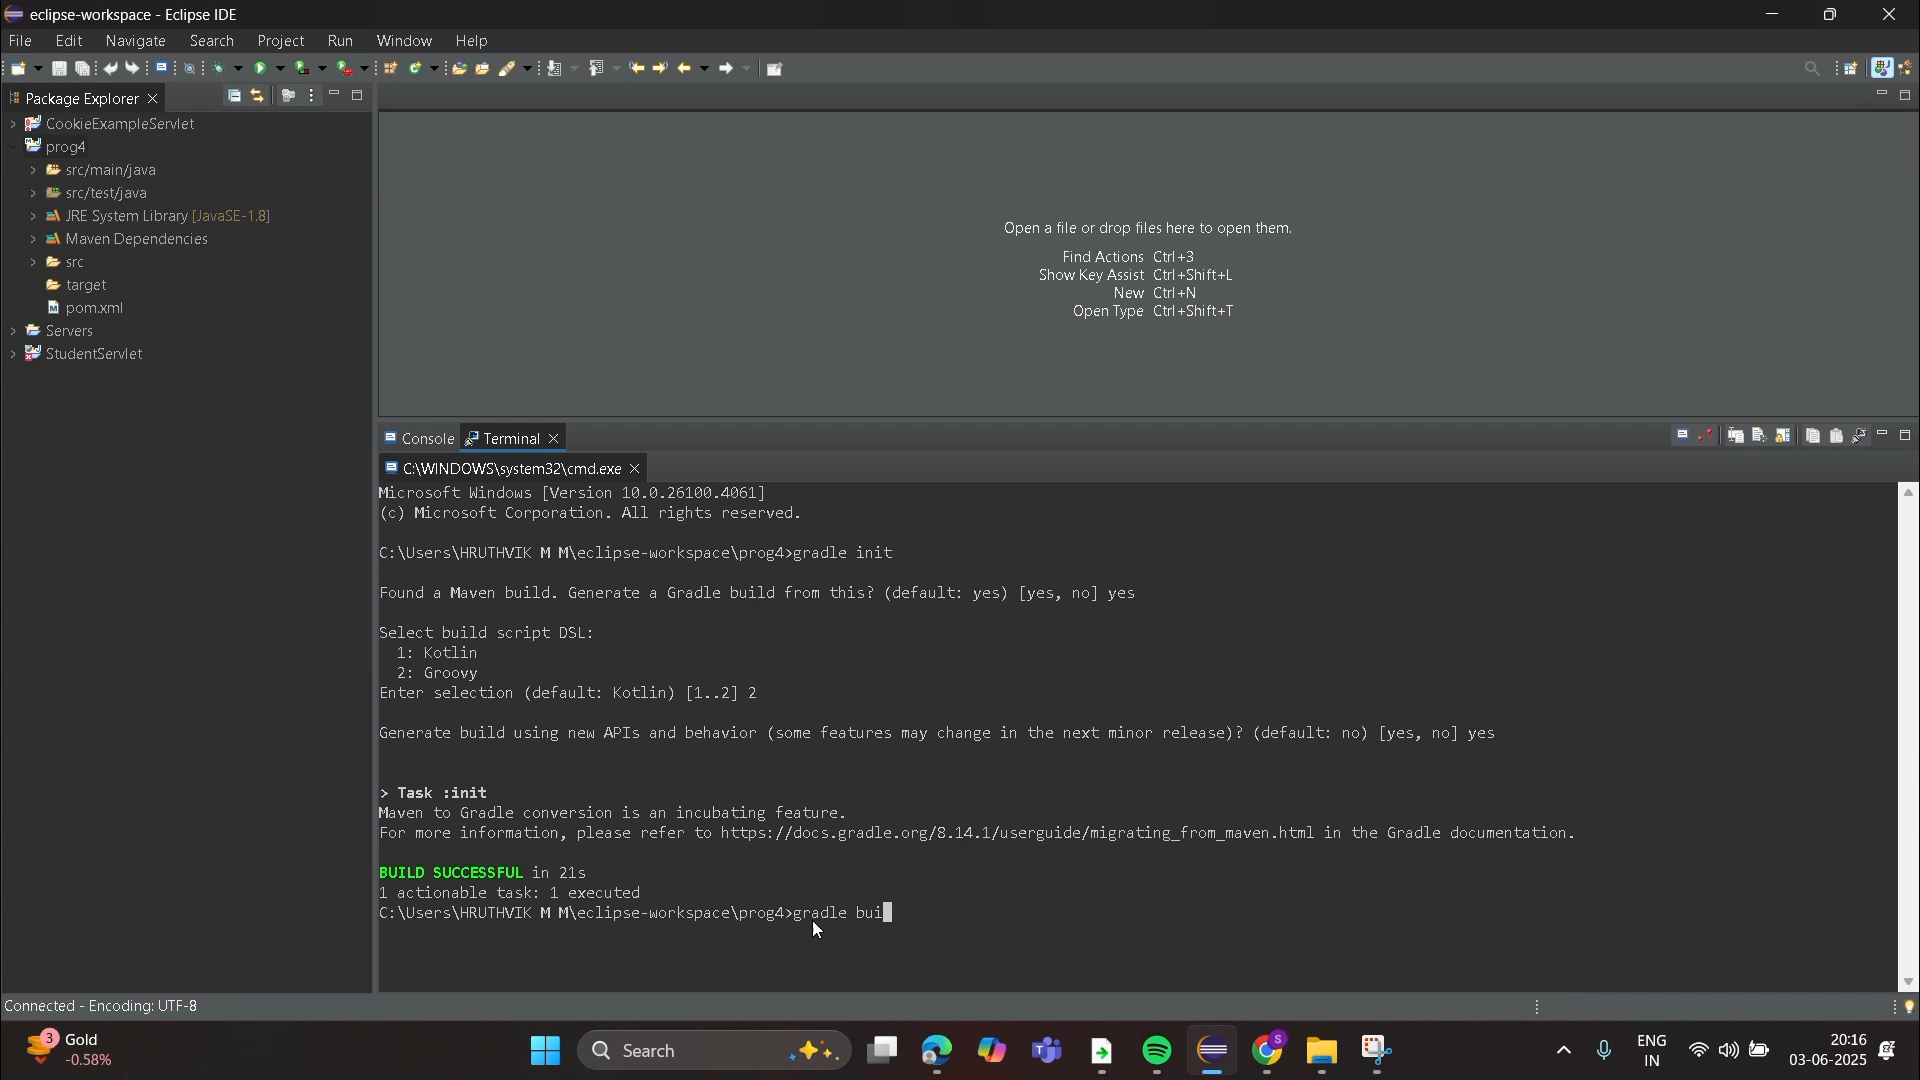 eclipse-workspace - Eclipse IDE
File Edit Navigate Search Project Run Window Help
Package Explorer
CookieExampleServlet
prog4
src/main/java
src/test/java
JRE System Library [JavaSE-1.8]
Maven Dependencies
src
target
pom.xml
Servers
StudentServlet
Open a file or drop files here to open them.
Find Actions Ctrl+3
Show Key Assist Ctrl+Shift+L
New Ctrl+N
Open Type Ctrl+Shift+T
Console Terminal
C:\WINDOWS\system32\cmd.exe
Microsoft Windows [Version 10.0.26100.4061]
(c) Microsoft Corporation. All rights reserved.
C:\Users\HRUTHVIK M M\eclipse-workspace\prog4>gradle init
Found a Maven build. Generate a Gradle build from this? (default: yes) [yes, no] yes
Select build script DSL:
1: Kotlin
2: Groovy
Enter selection (default: Kotlin) [1..2] 2
Generate build using new APIs and behavior (some features may change in the next minor release)? (default: no) [yes, no] yes
> Task :init
Maven to Gradle conversion is an incubating feature.
For more information, please refer to https://docs.gradle.org/8.14.1/userguide/migrating_from_maven.html in the Gradle documentation.
BUILD SUCCESSFUL in 21s
1 actionable task: 1 executed
C:\Users\HRUTHVIK M M\eclipse-workspace\prog4>gradle bui
Connected - Encoding: UTF-8
3 Gold
-0.58%
Search
S
ENG
IN
20:16
03-06-2025